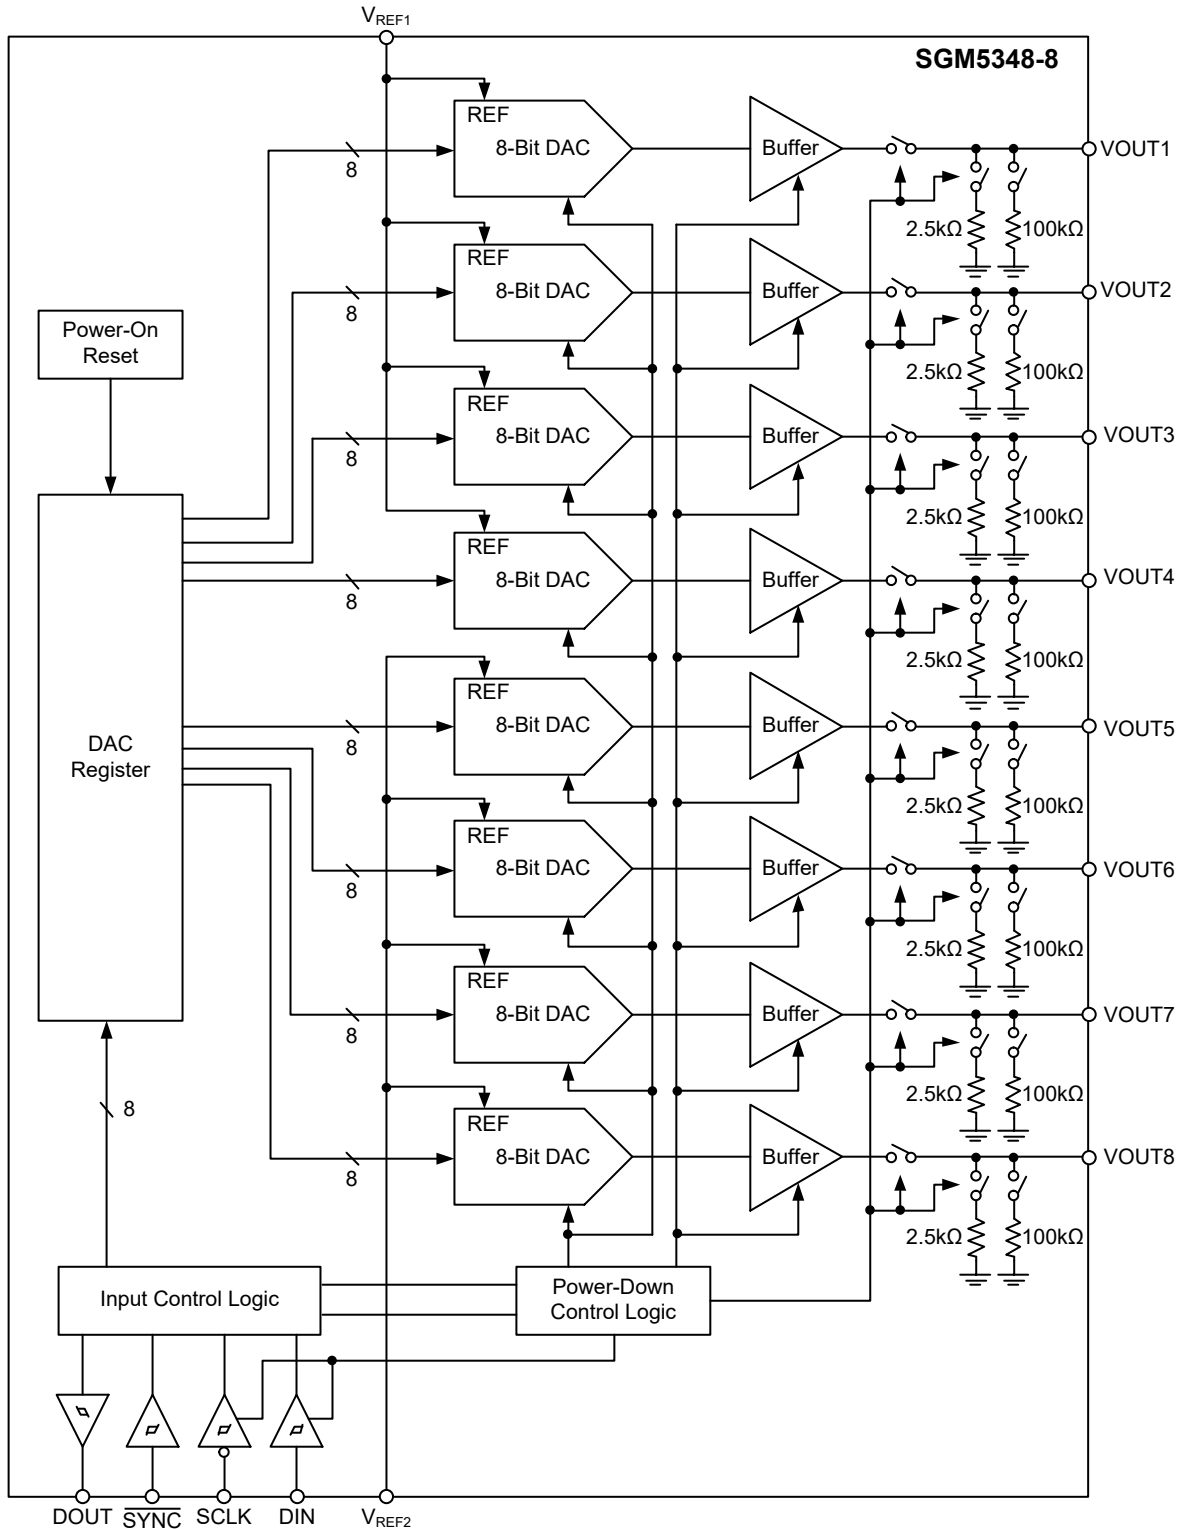 VREF1
SGM5348-8
REF
8-Bit DAC
Buffer
VOUT1
8
2.5kΩ
100kΩ
REF
8-Bit DAC
Buffer
VOUT2
8
2.5kΩ
100kΩ
Power-On
Reset
REF
8-Bit DAC
Buffer
VOUT3
8
2.5kΩ
100kΩ
REF
8-Bit DAC
Buffer
VOUT4
8
2.5kΩ
100kΩ
DAC
Register
REF
8-Bit DAC
Buffer
VOUT5
8
2.5kΩ
100kΩ
REF
8-Bit DAC
Buffer
VOUT6
8
2.5kΩ
100kΩ
REF
8-Bit DAC
Buffer
VOUT7
8
2.5kΩ
100kΩ
8
REF
8-Bit DAC
Buffer
VOUT8
8
2.5kΩ
100kΩ
Input Control Logic
Power-Down
Control Logic
DOUT
SYNC
SCLK
DIN
VREF2